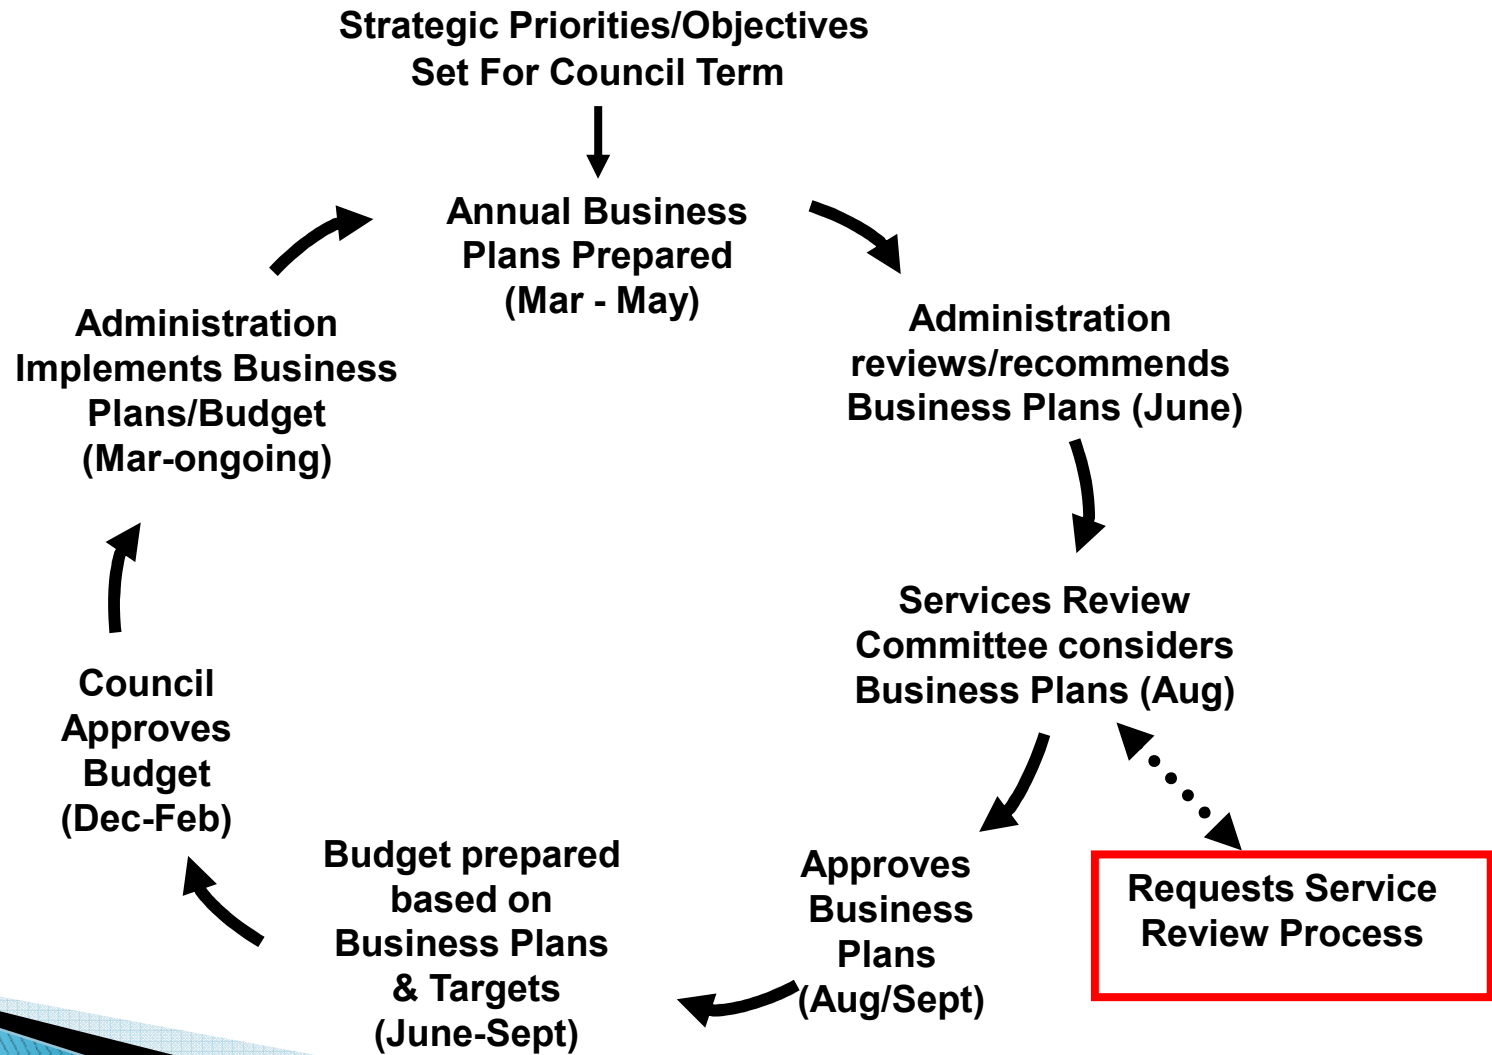 Strategic Priorities/Objectives
Set For Council Term
Annual Business
Plans Prepared
(Mar - May)
Administration
reviews/recommends
Business Plans (June)
Services Review
Committee considers
Business Plans (Aug)
Requests Service
Review Process
Approves
Business
Plans
(Aug/Sept)
Budget prepared
based on
Business Plans
& Targets
(June-Sept)
Council
Approves
Budget
(Dec-Feb)
Administration
Implements Business
Plans/Budget
(Mar-ongoing)